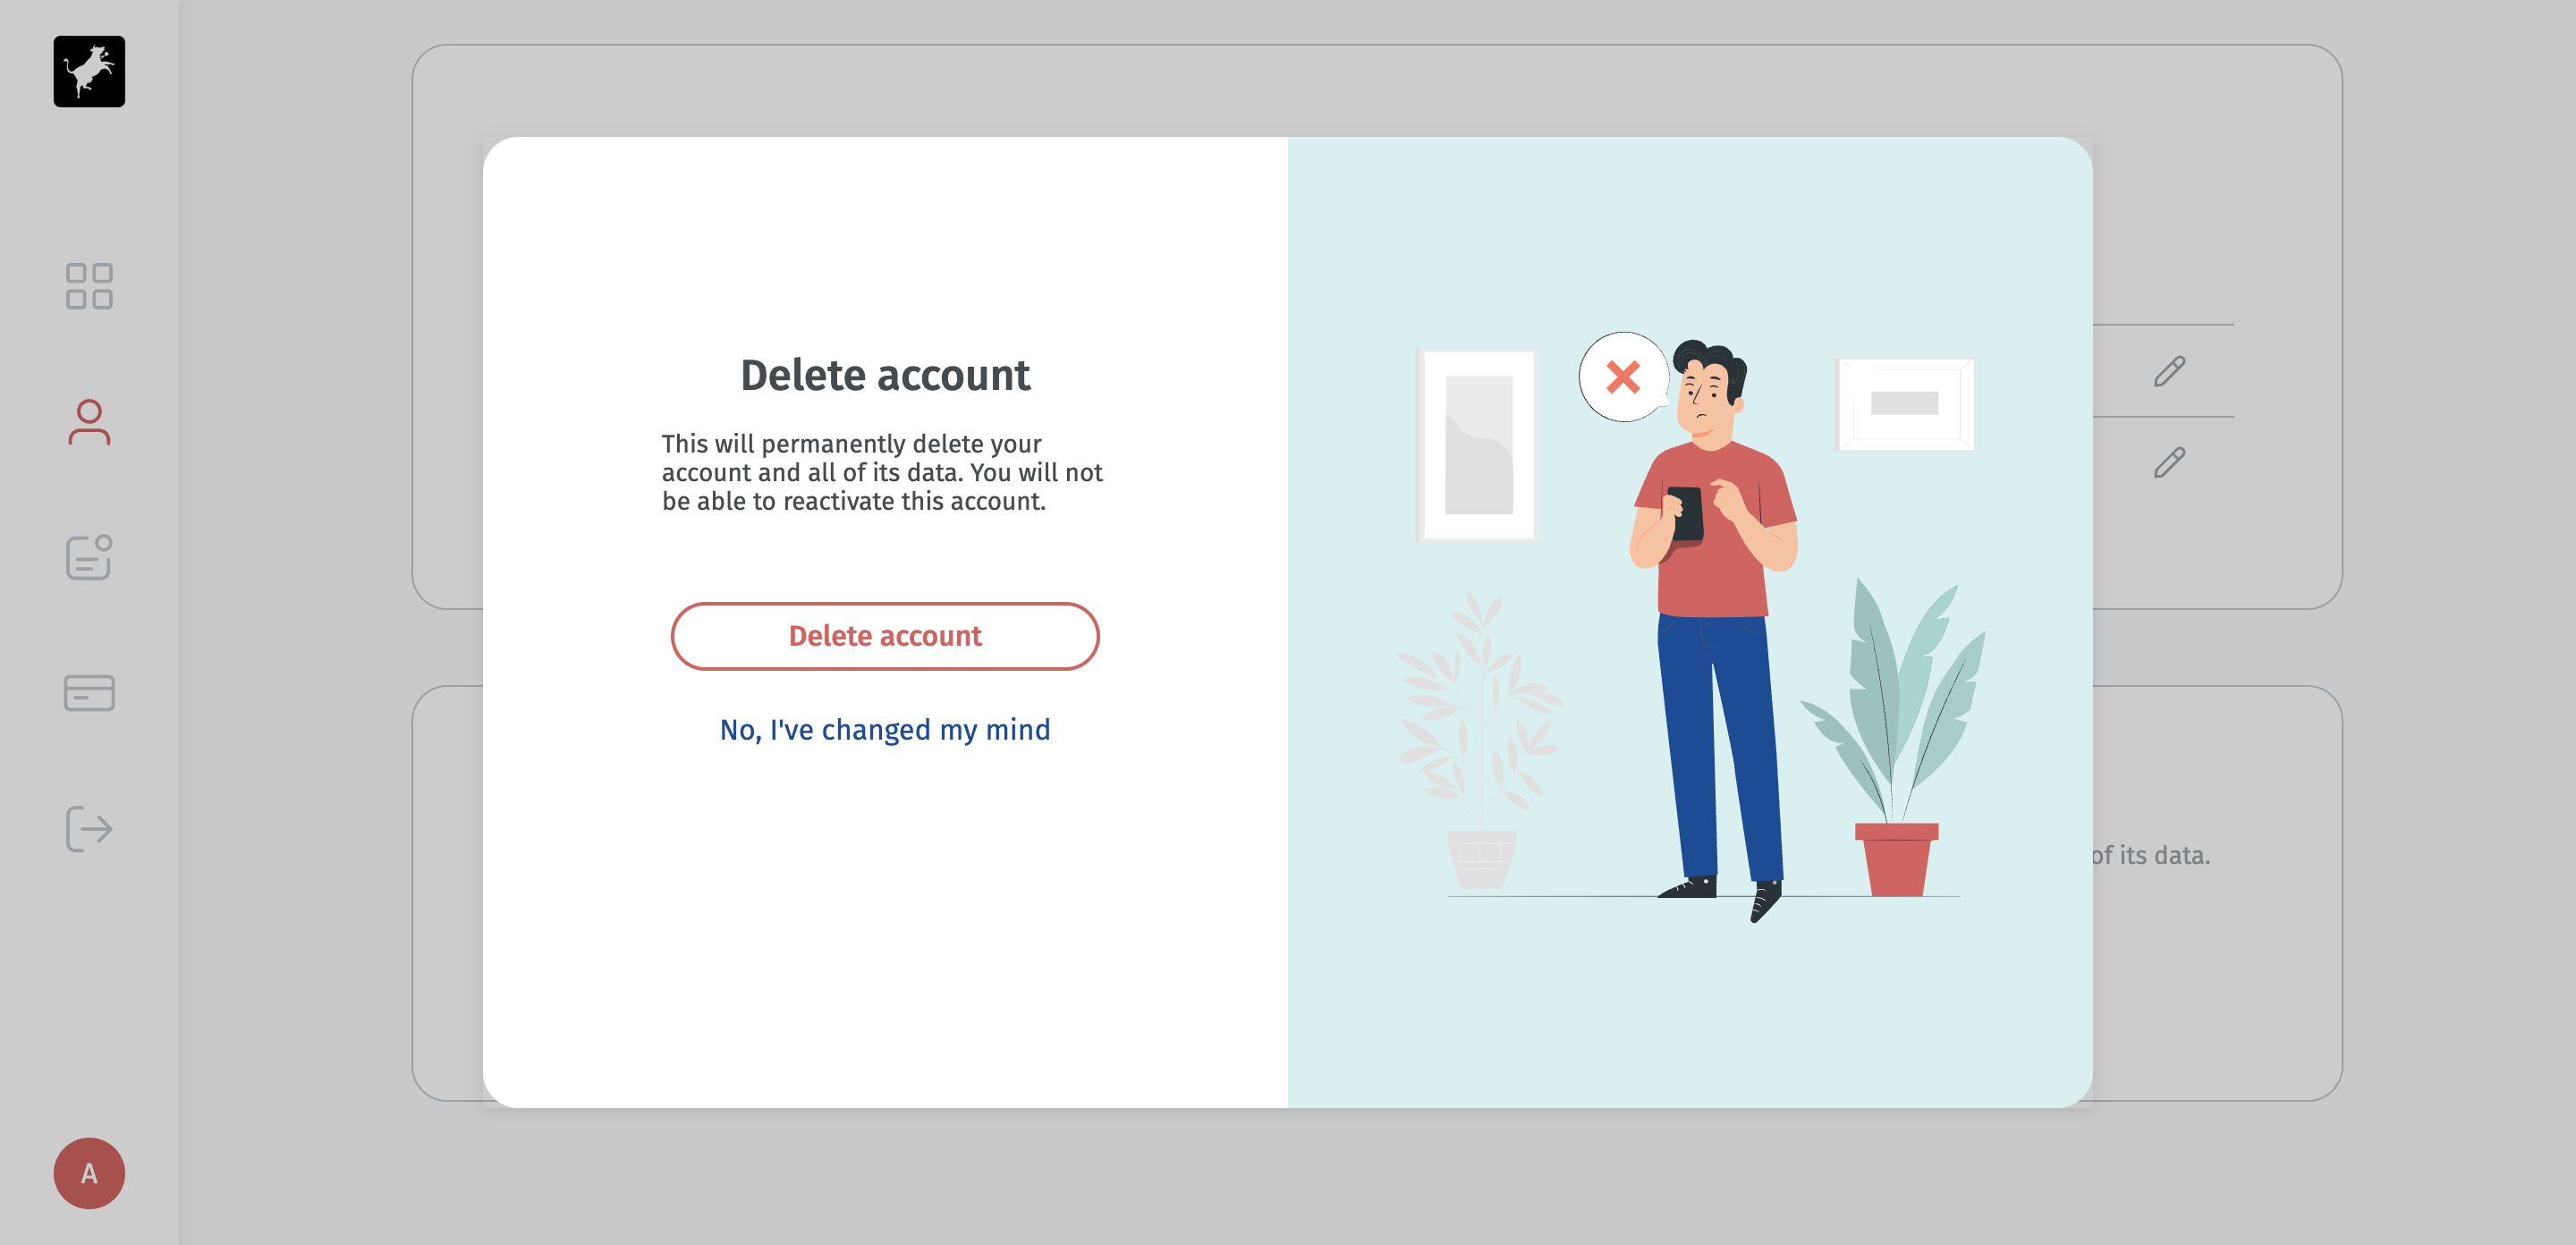 Delete account
This will permanently delete your
account and all of its data. You will not
be able to reactivate this account.
Delete account
No, I've changed my mind
of its data.
A